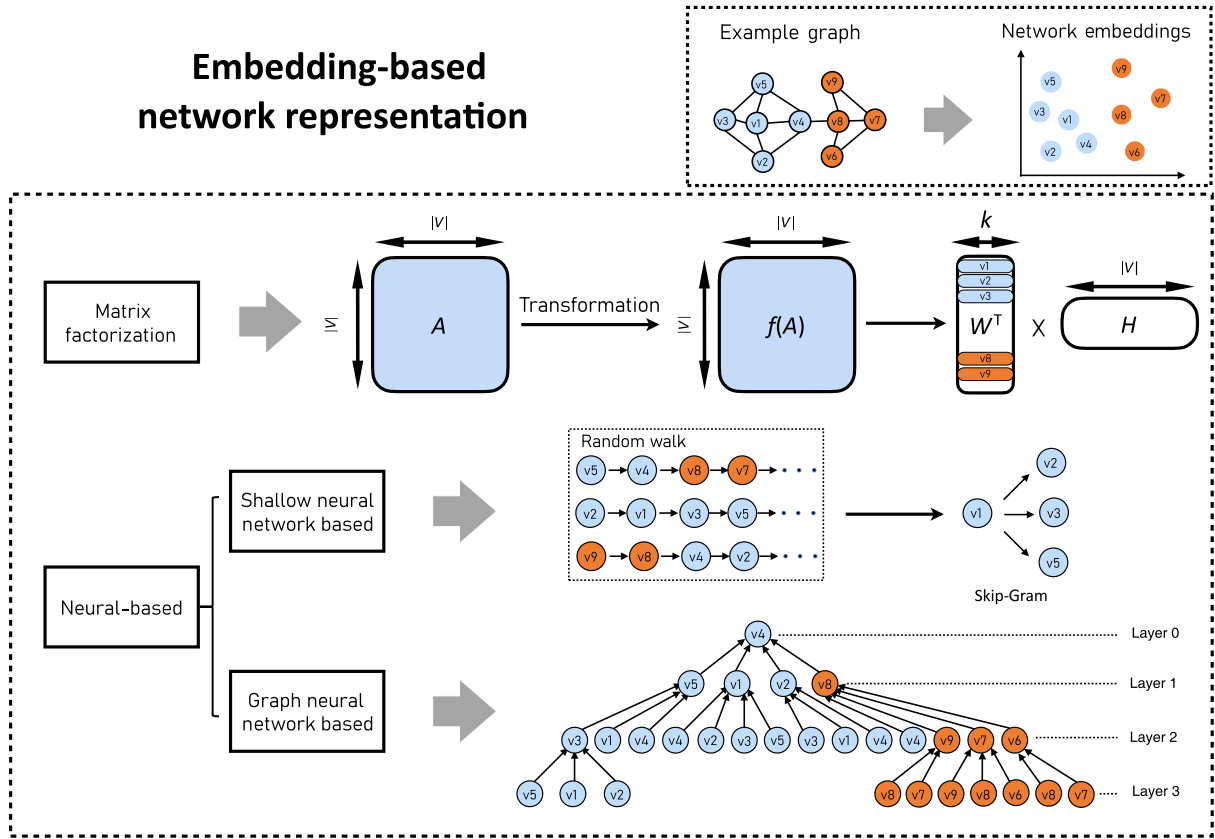 Embedding-based
network representation
Example graph
Network embeddings
v5
v9
v3
v1
v4
v8
v7
v2
v6
v9
v5
v7
v3
v1
v8
v4
v2
v6
Matrix
factorization
|V|
|V|
A
Transformation
|V|
|V|
f(A)
k
v1
v2
v3
Wᵀ
v8
v9
X
|V|
H
Neural-based
Shallow neural
network based
Random walk
v5 v4 v8 v7 . . .
v2 v1 v3 v5 . . .
v9 v8 v4 v2 . . .
v1
v2
v3
v5
Skip-Gram
Graph neural
network based
v4 Layer 0
v5 v1 v2 v8 Layer 1
v3 v1 v4 v4 v2 v3 v5 v3 v1 v4 v4 v9 v7 v6 Layer 2
v5 v1 v2 v8 v7 v9 v8 v6 v8 v7 Layer 3